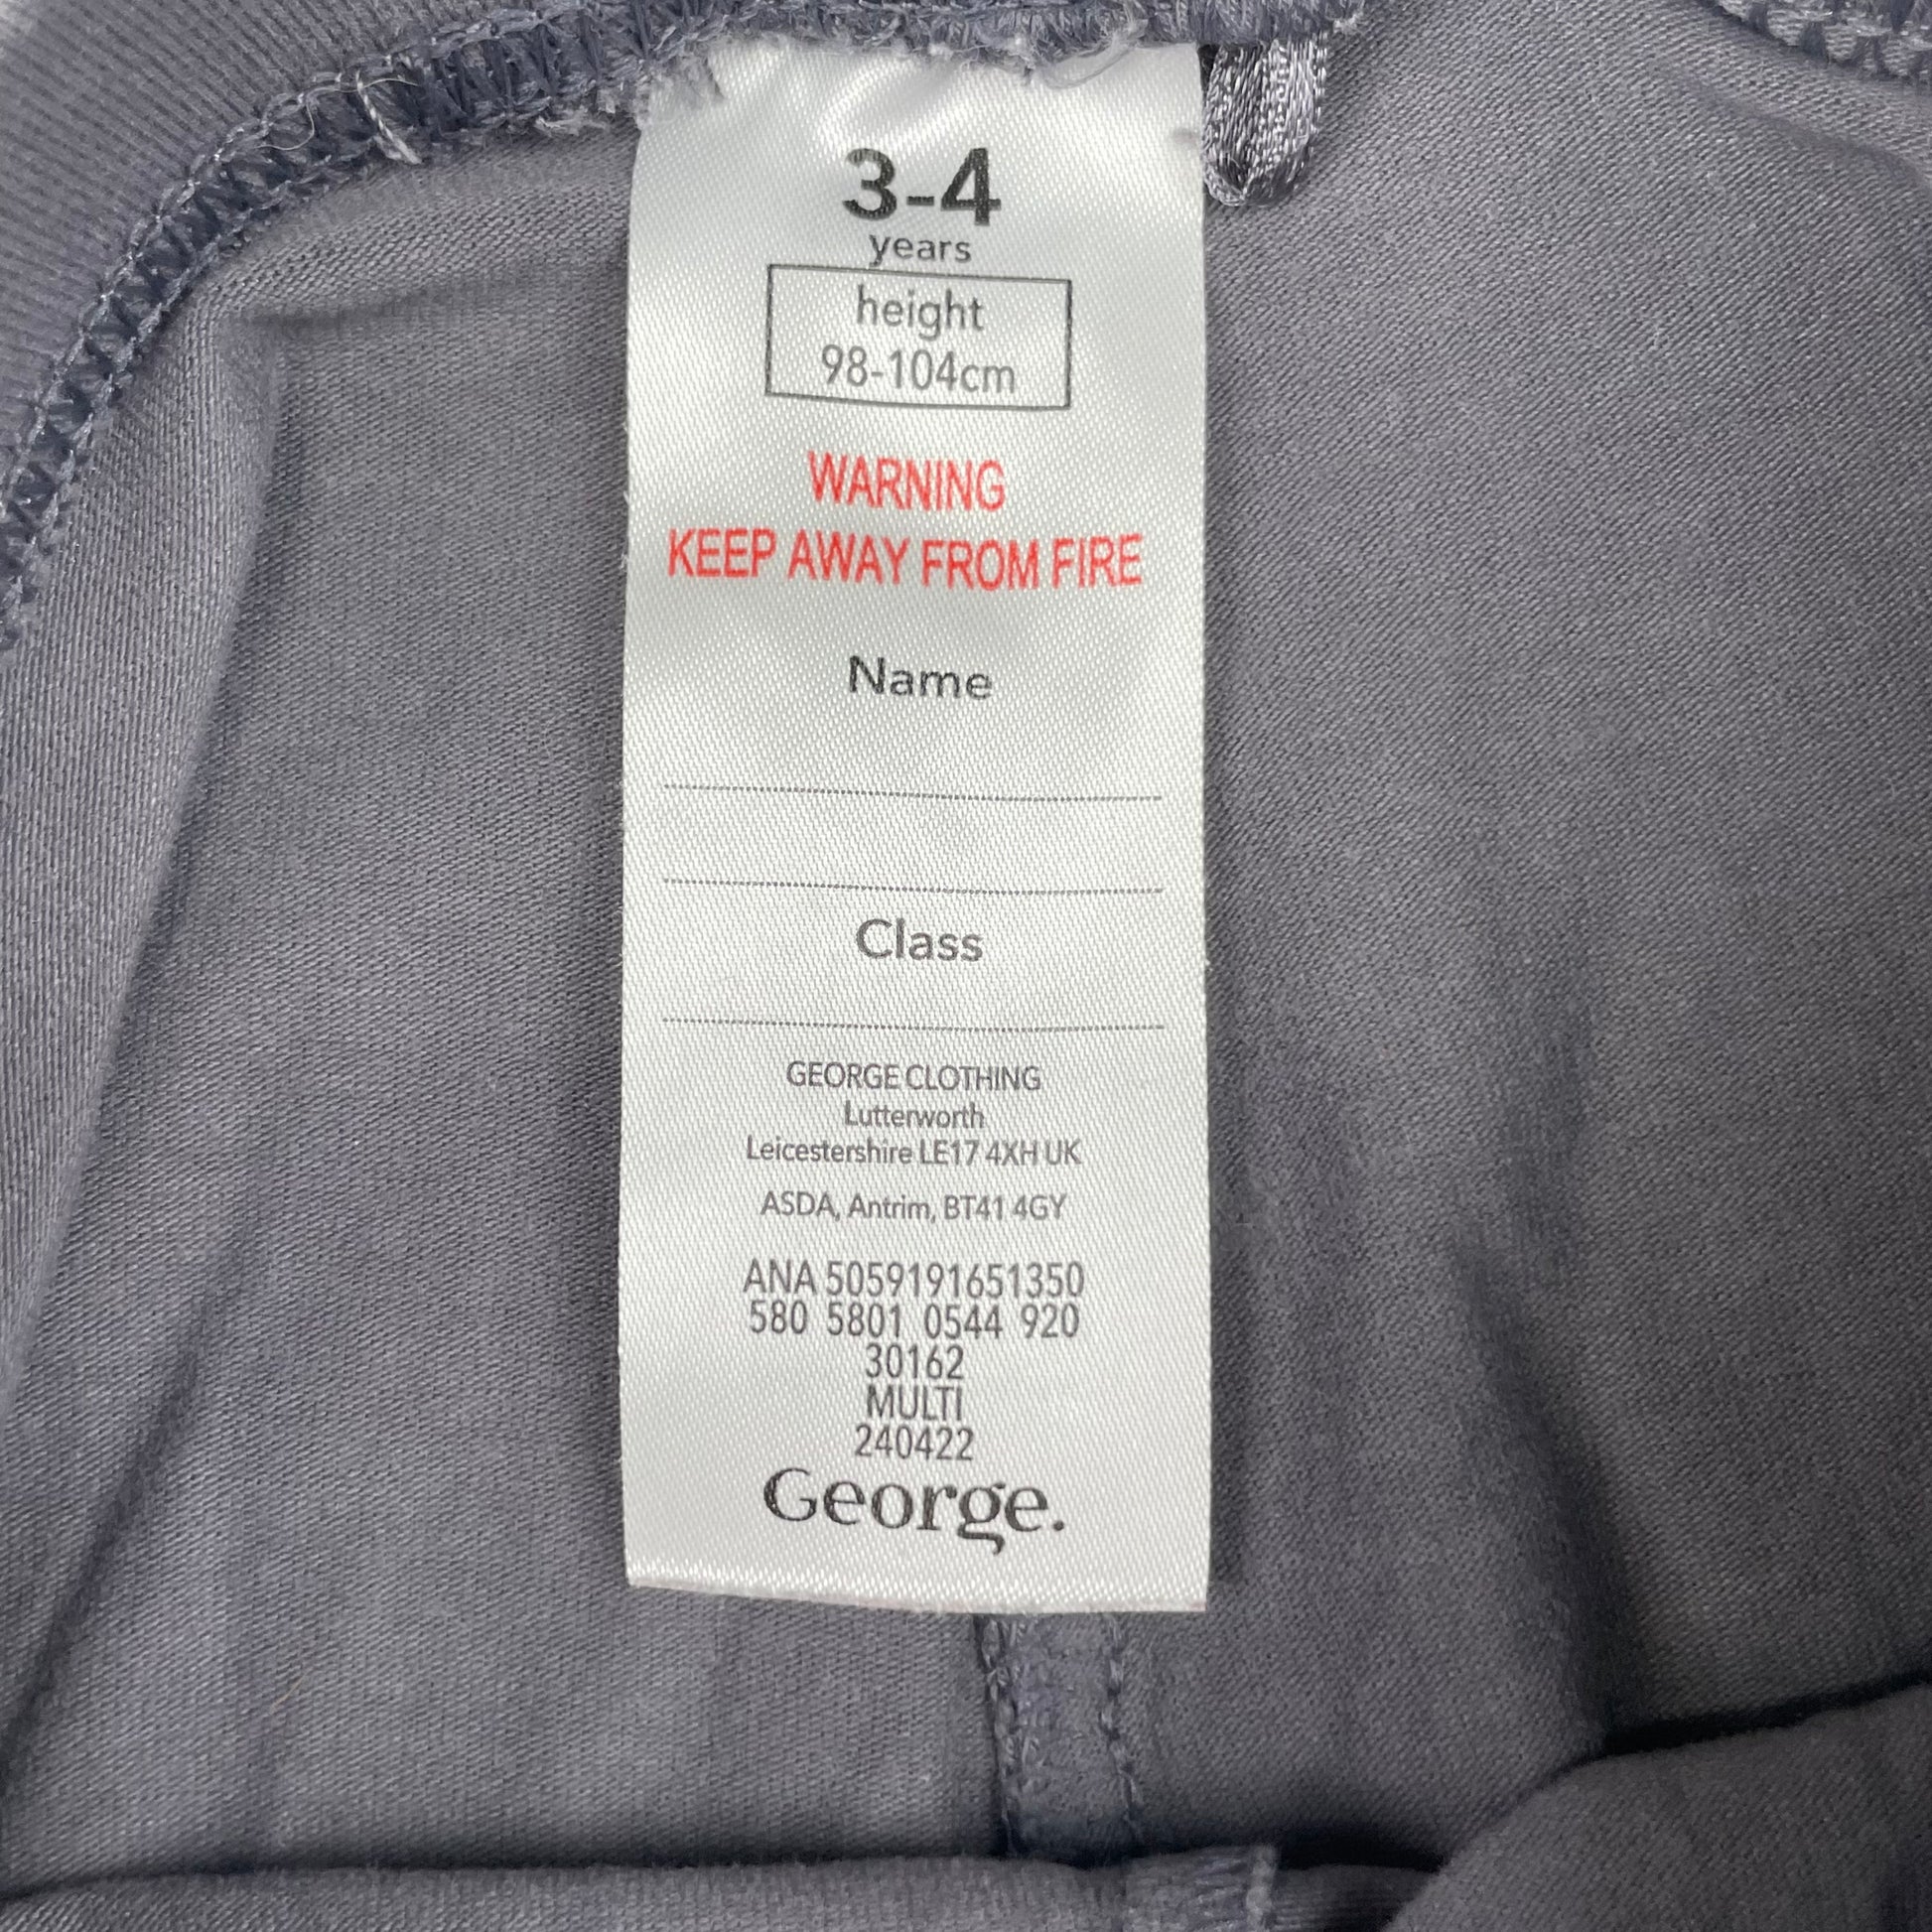 3-4
years
height
98-104cm
WARNING
KEEP AWAY FROM FIRE
Name
Class
GEORGE CLOTHING
Lutterworth
Leicestershire LE17 4XH UK
ASDA, Antrim, BT41 4GY
ANA 5059191651350
580 5801 0544 920
30162
MULTI
240422
George.